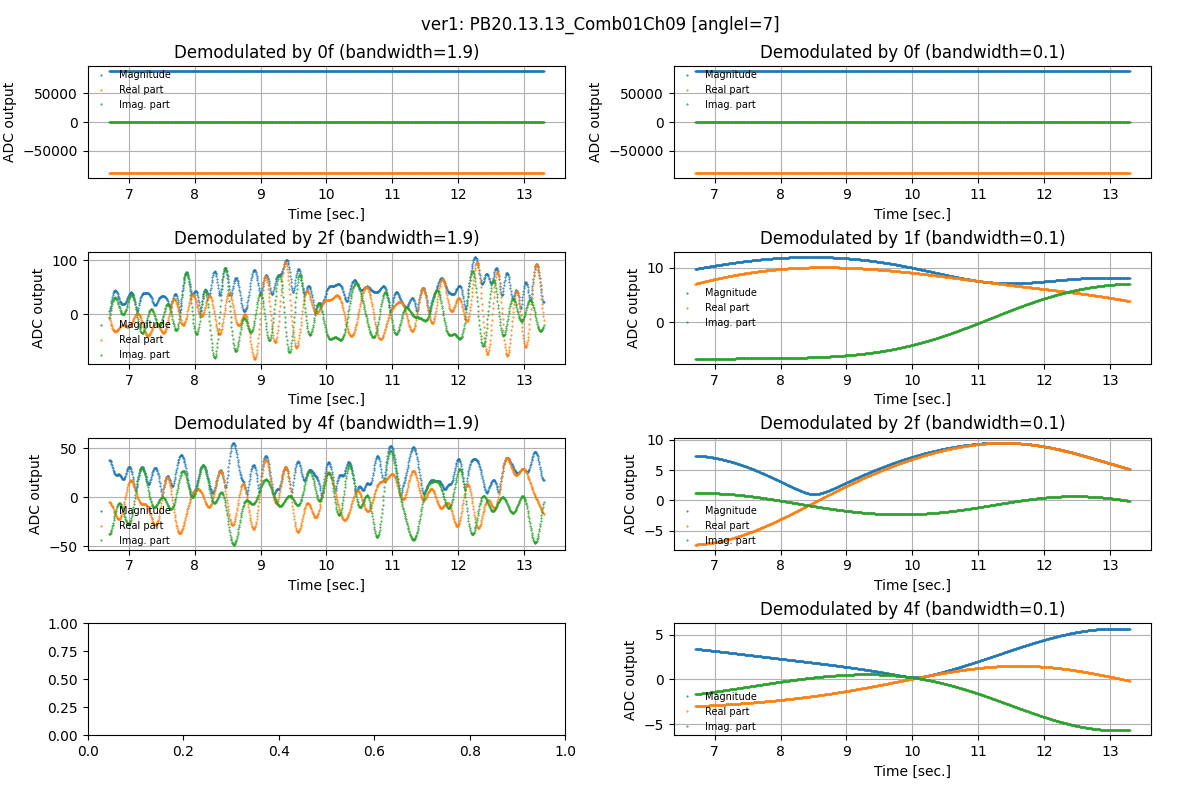 ver1: PB20.13.13_Comb01Ch09 [angleI=7]
Demodulated by 0f (bandwidth=1.9)
ADC output
50000
0
−50000
Magnitude
Real part
Imag. part
7 8 9 10 11 12 13
Time [sec.]
Demodulated by 0f (bandwidth=0.1)
ADC output
50000
0
−50000
Magnitude
Real part
Imag. part
7 8 9 10 11 12 13
Time [sec.]
Demodulated by 2f (bandwidth=1.9)
ADC output
100
0
Magnitude
Real part
Imag. part
7 8 9 10 11 12 13
Time [sec.]
Demodulated by 1f (bandwidth=0.1)
ADC output
10
0
Magnitude
Real part
Imag. part
7 8 9 10 11 12 13
Time [sec.]
Demodulated by 4f (bandwidth=1.9)
ADC output
50
0
−50
Magnitude
Real part
Imag. part
7 8 9 10 11 12 13
Time [sec.]
Demodulated by 2f (bandwidth=0.1)
ADC output
10
5
0
−5
Magnitude
Real part
Imag. part
7 8 9 10 11 12 13
Time [sec.]
1.00
0.75
0.50
0.25
0.00
0.0 0.2 0.4 0.6 0.8 1.0
Demodulated by 4f (bandwidth=0.1)
ADC output
5
0
−5
Magnitude
Real part
Imag. part
7 8 9 10 11 12 13
Time [sec.]